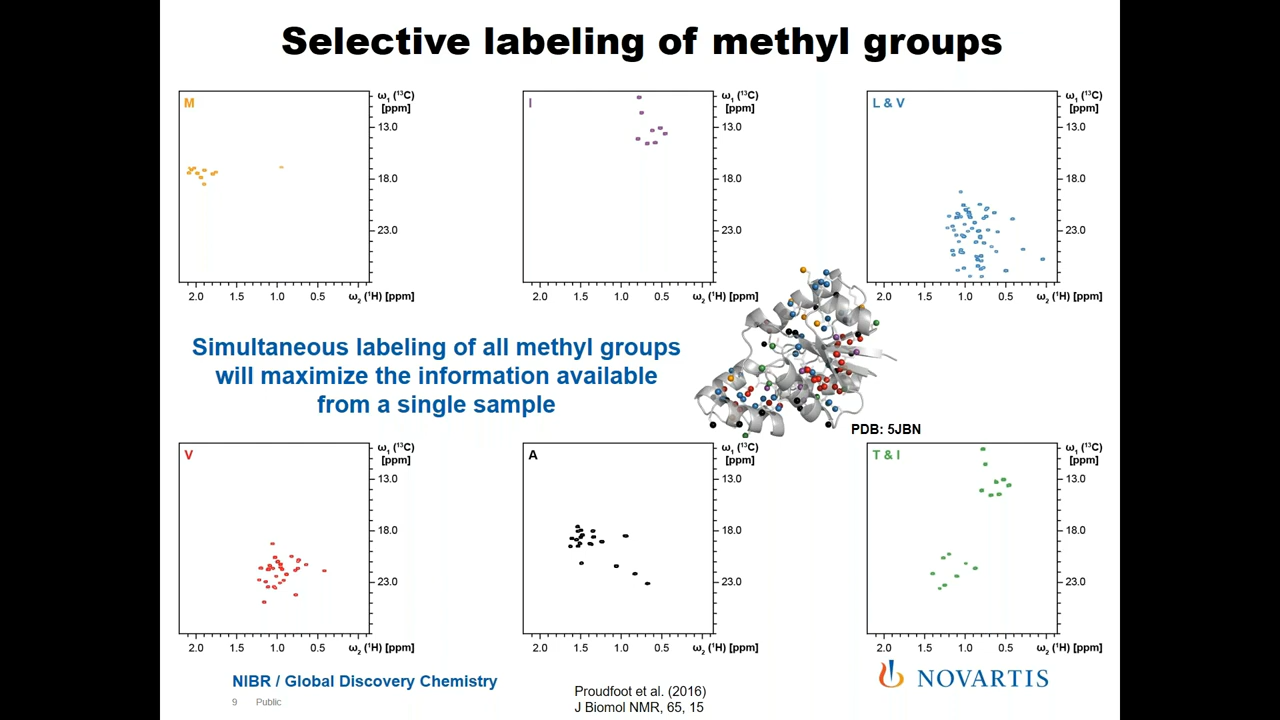 Selective labeling of methyl groups
M
ω1 (13C)
[ppm]
13.0
18.0
23.0
2.0 1.5 1.0 0.5 ω2 (1H) [ppm]
I
ω1 (13C)
[ppm]
13.0
18.0
23.0
2.0 1.5 1.0 0.5 ω2 (1H) [ppm]
L & V
ω1 (13C)
[ppm]
13.0
18.0
23.0
2.0 1.5 1.0 0.5 ω2 (1H) [ppm]
Simultaneous labeling of all methyl groups
will maximize the information available
from a single sample
PDB: 5JBN
V
ω1 (13C)
[ppm]
13.0
18.0
23.0
2.0 1.5 1.0 0.5 ω2 (1H) [ppm]
A
ω1 (13C)
[ppm]
13.0
18.0
23.0
2.0 1.5 1.0 0.5 ω2 (1H) [ppm]
T & I
ω1 (13C)
[ppm]
13.0
18.0
23.0
2.0 1.5 1.0 0.5 ω2 (1H) [ppm]
NIBR / Global Discovery Chemistry
9 Public
Proudfoot et al. (2016)
J Biomol NMR, 65, 15
NOVARTIS